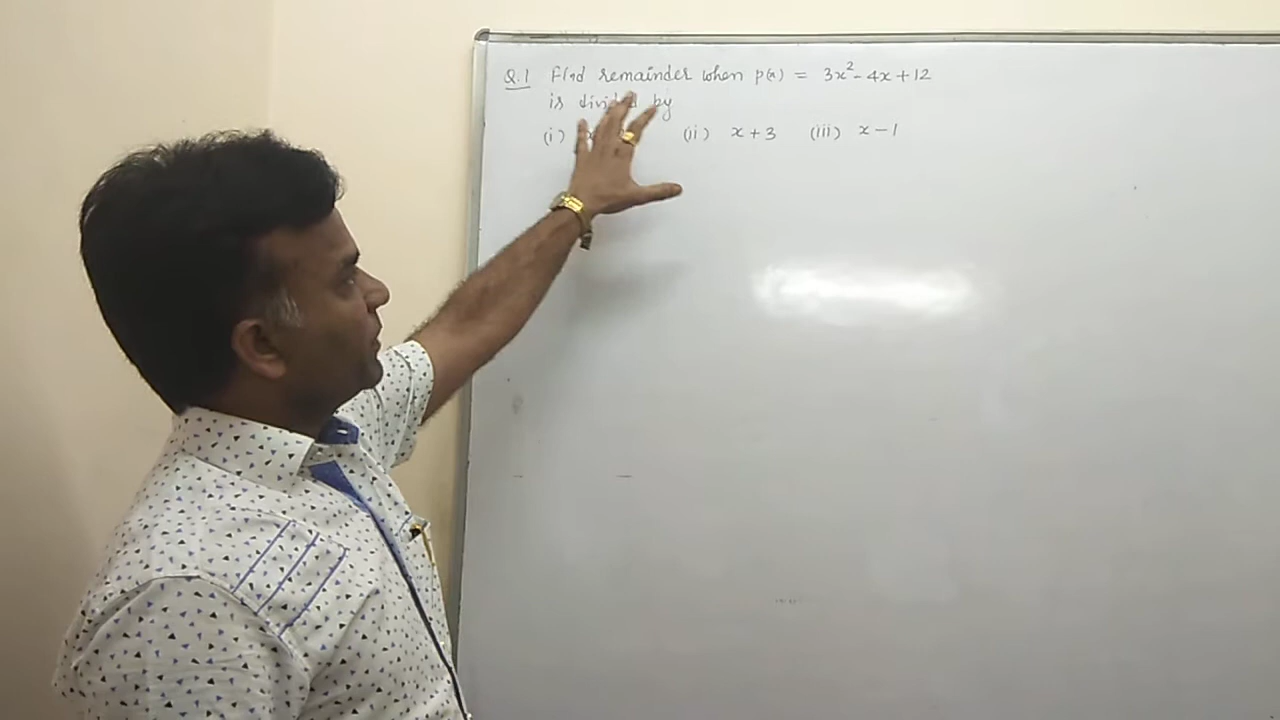 Q.1 Find remainder when p(x) = 3x² - 4x + 12
is divided by
(i) (ii) x + 3 (iii) x - 1